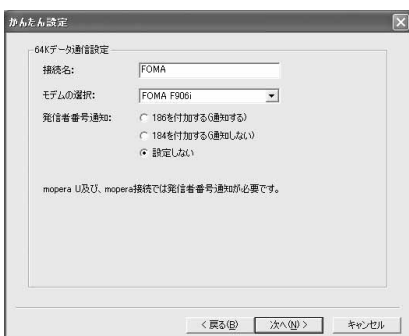 かんたん設定
64Kデータ通信設定
接続名: FOMA
モデムの選択: FOMA F906i
発信者番号通知: 186を付加する(通知する)
184を付加する(通知しない)
設定しない
mopera U及び、mopera接続では発信者番号通知が必要です。
< 戻る(B) 次へ(N) > キャンセル